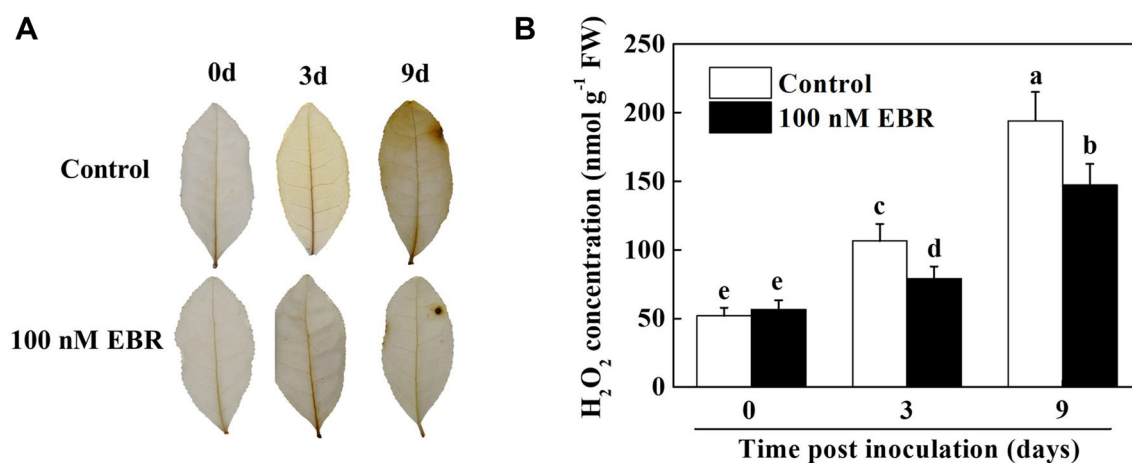 A
0d 3d 9d
Control
100 nM EBR
B
H₂O₂ concentration (nmol g⁻¹ FW)
250
200
150
100
50
0
Control
100 nM EBR
e e c d a b
0 3 9
Time post inoculation (days)